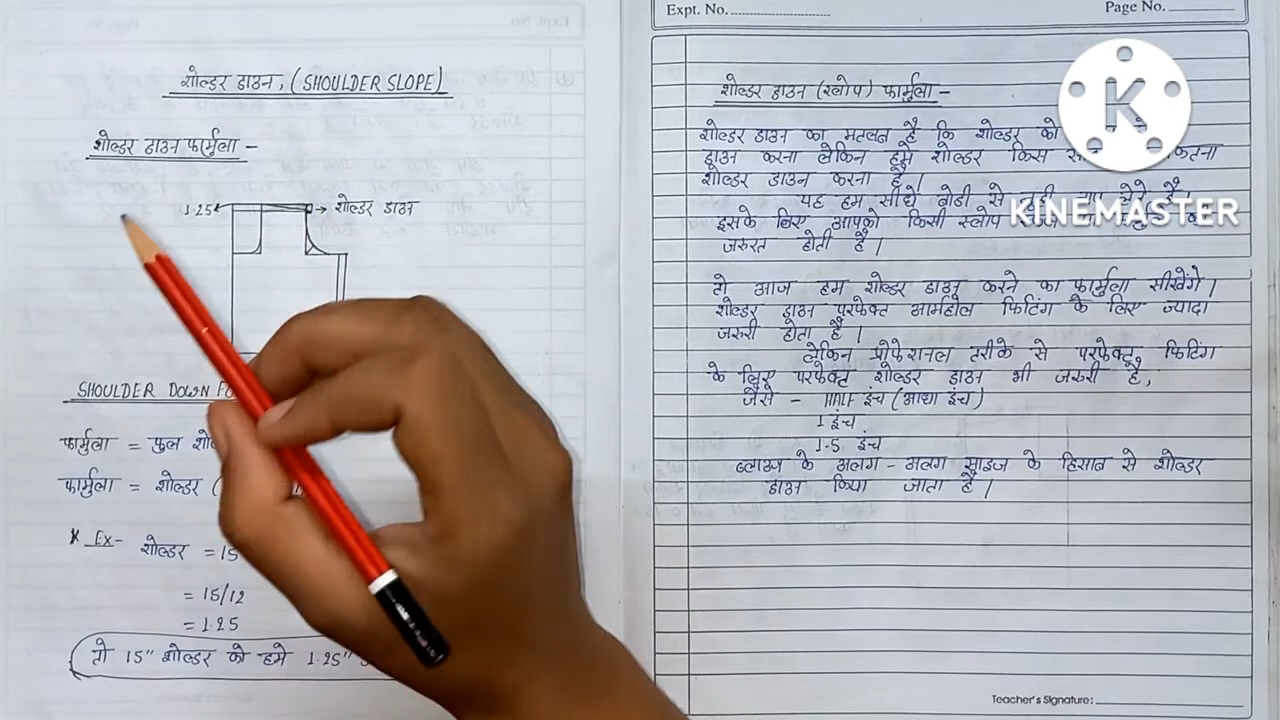 शोल्डर डाउन, (SHOULDER SLOPE)
शोल्डर डाउन फार्मुला -
1.25" → शोल्डर डाउन
SHOULDER DOWN
फार्मुला = फुल
फार्मुला = शोल्डर (
Ex- शोल्डर = 15
= 15/12
= 1.25
तो 15" शोल्डर को हमे 1.25"
Expt. No.
Page No.
शोल्डर डाउन (स्लोप) फार्मुला -
शोल्डर डाउन का मतलब है कि शोल्डर को
डाउन करना लेकिन हमे शोल्डर किस
शोल्डर डाउन करना है।
यह हम सीधे बोडी से नही
इसके लिए आपको किसी स्लोप
जरुरत होती है।
तो आज हम शोल्डर डाउन करने का फार्मुला सीखेंगे।
शोल्डर डाउन परफेक्ट आर्महोल फिटिंग के लिए ज्यादा
जरुरी होता है।
लेकिन प्रोफेशनल तरीके से परफेक्ट फिटिंग
के लिए परफेक्ट शोल्डर डाउन भी जरुरी है,
जैसे - इंच (आधा इंच)
1 इंच
1.5 इंच
ब्लाउज के अलग - अलग साइज के हिसाब से शोल्डर
डाउन किया जाता है।
Teacher's Signature:
KINEMASTER